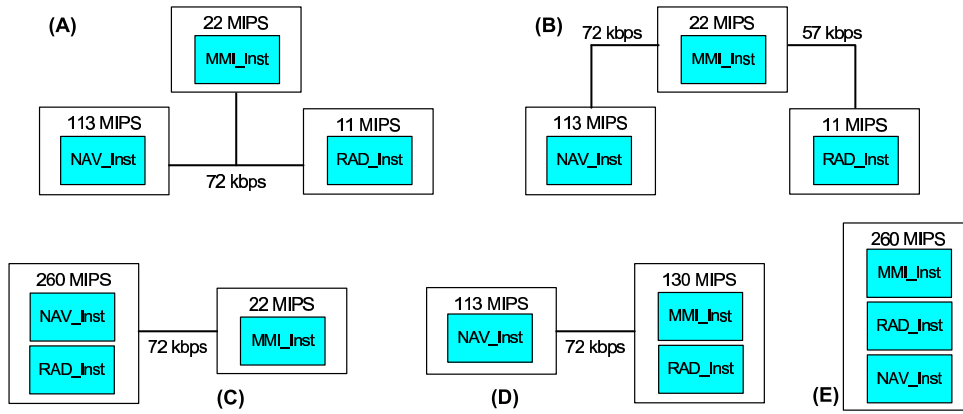 (A)
22 MIPS
MMI_Inst
113 MIPS
NAV_Inst
11 MIPS
RAD_Inst
72 kbps
(B)
72 kbps
22 MIPS
MMI_Inst
57 kbps
113 MIPS
NAV_Inst
11 MIPS
RAD_Inst
260 MIPS
NAV_Inst
RAD_Inst
72 kbps
22 MIPS
MMI_Inst
(C)
113 MIPS
NAV_Inst
72 kbps
130 MIPS
MMI_Inst
RAD_Inst
(D)
260 MIPS
MMI_Inst
RAD_Inst
NAV_Inst
(E)